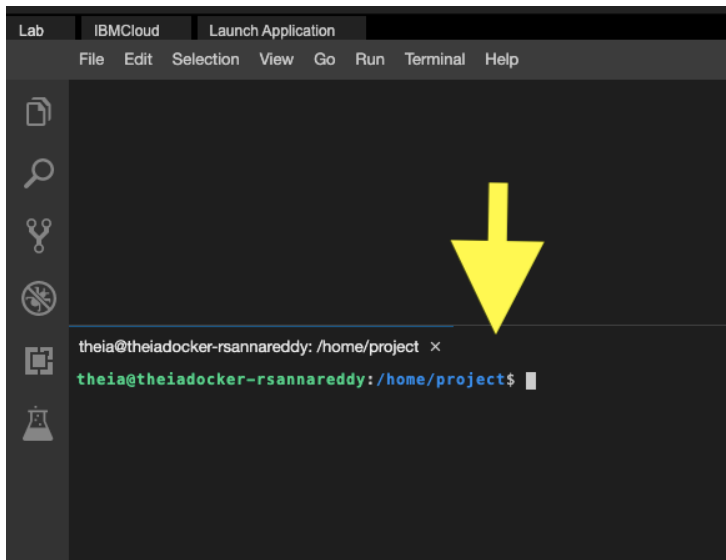 Lab IBMCloud Launch Application
File Edit Selection View Go Run Terminal Help
theia@theiadocker-rsannareddy: /home/project ×
theia@theiadocker-rsannareddy:/home/project$